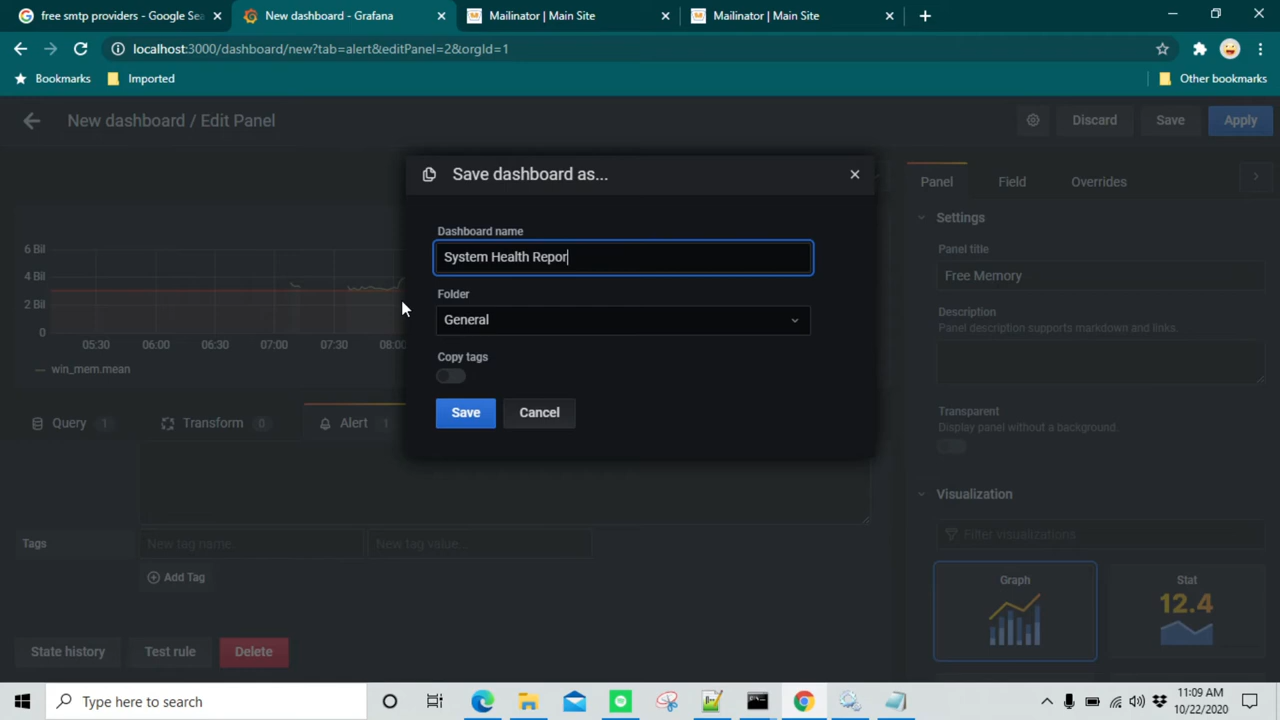 free smtp providers - Google Sea
New dashboard - Grafana
Mailinator | Main Site
Mailinator | Main Site
localhost:3000/dashboard/new?tab=alert&editPanel=2&orgId=1
Bookmarks
Imported
Other bookmarks
New dashboard / Edit Panel
Discard
Save
Apply
Save dashboard as...
Dashboard name
System Health Repor
Folder
General
Copy tags
Save
Cancel
6 Bil
4 Bil
2 Bil
0
05:30
06:00
06:30
07:00
07:30
08:00
win_mem.mean
Query 1
Transform 0
Alert 1
Tags
New tag name...
New tag value...
Add Tag
State history
Test rule
Delete
Panel
Field
Overrides
Settings
Panel title
Free Memory
Description
Panel description supports markdown and links.
Transparent
Display panel without a background.
Visualization
Filter visualizations
Graph
Stat
12.4
Type here to search
11:09 AM
10/22/2020